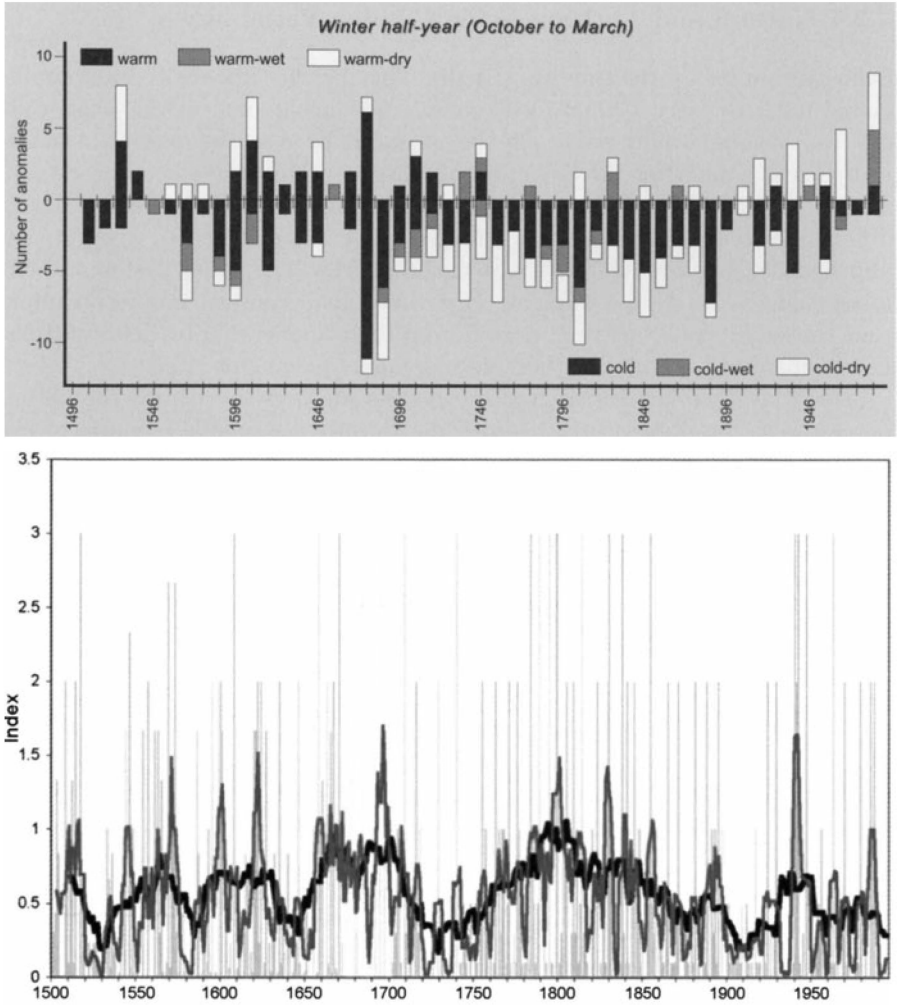 Winter half-year (October to March)
warm warm-wet warm-dry
Number of anomalies
10
5
0
-5
-10
cold cold-wet cold-dry
1496 1546 1596 1646 1696 1746 1796 1846 1896 1946
Index
3.5
3
2.5
2
1.5
1
0.5
0
1500 1550 1600 1650 1700 1750 1800 1850 1900 1950